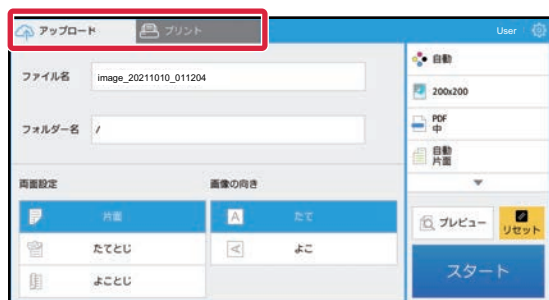 アップロード
プリント
User
ファイル名
image_20211010_011204
フォルダー名
/
両面設定
画像の向き
片面
A
たて
たてとじ
A
よこ
よことじ
自動
200x200
PDF
中
自動
片面
プレビュー
リセット
スタート